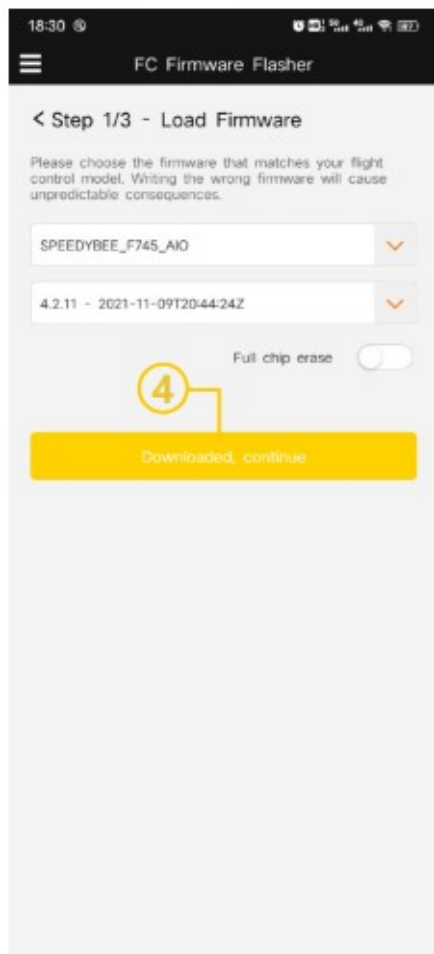 18:30
FC Firmware Flasher
< Step 1/3 - Load Firmware
Please choose the firmware that matches your flight
control model. Writing the wrong firmware will cause
unpredictable consequences.
SPEEDYBEE_F745_AIO
4.2.11 - 2021-11-09T20:44:24Z
Full chip erase
4
Downloaded, continue